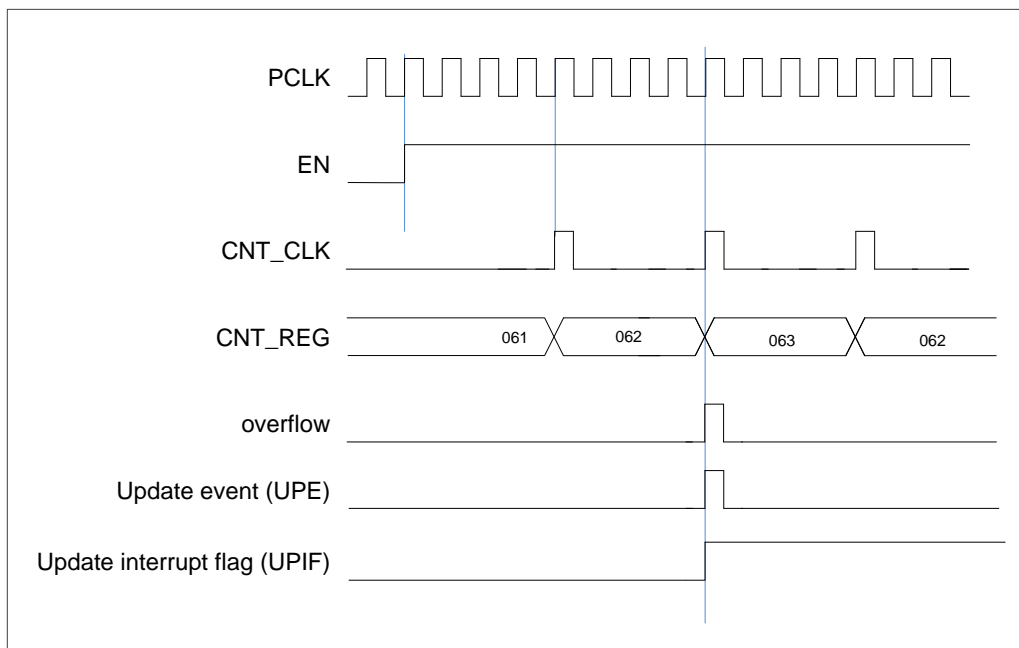 PCLK
EN
CNT_CLK
CNT_REG
061
062
063
062
overflow
Update event (UPE)
Update interrupt flag (UPIF)